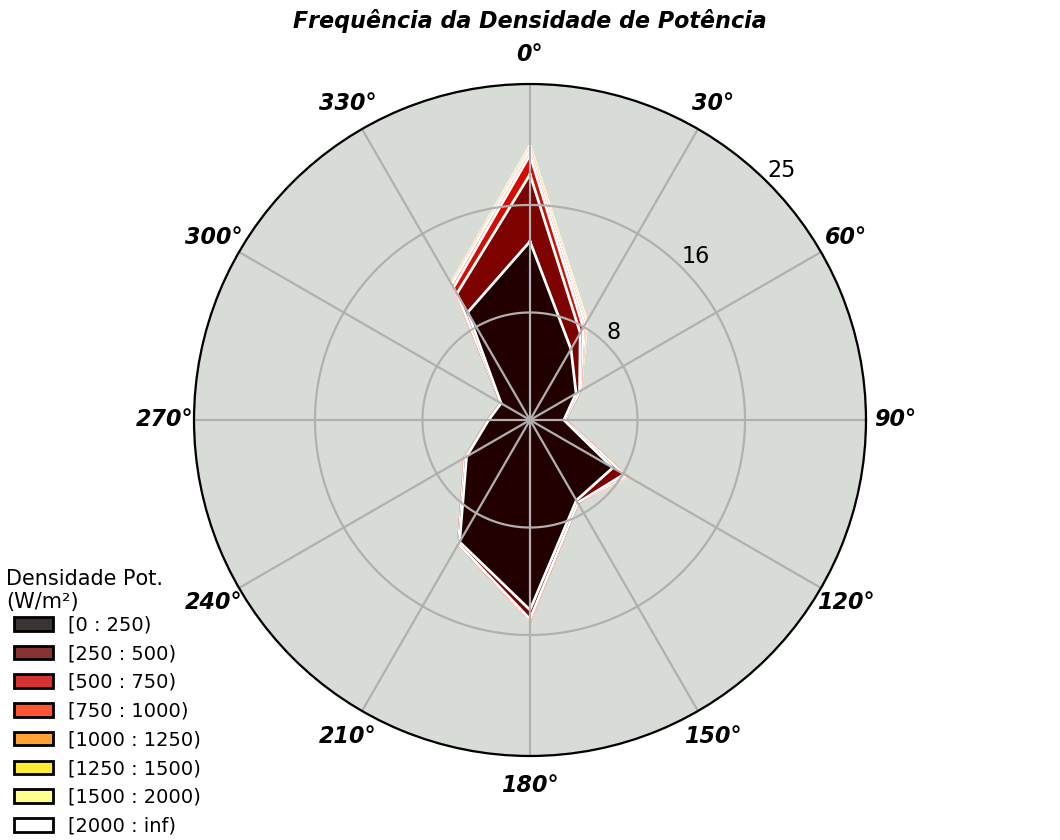 Frequência da Densidade de Potência
0°
330°
30°
25
300°
60°
16
8
270°
90°
240°
120°
210°
150°
180°
Densidade Pot.
(W/m²)
[0 : 250)
[250 : 500)
[500 : 750)
[750 : 1000)
[1000 : 1250)
[1250 : 1500)
[1500 : 2000)
[2000 : inf)